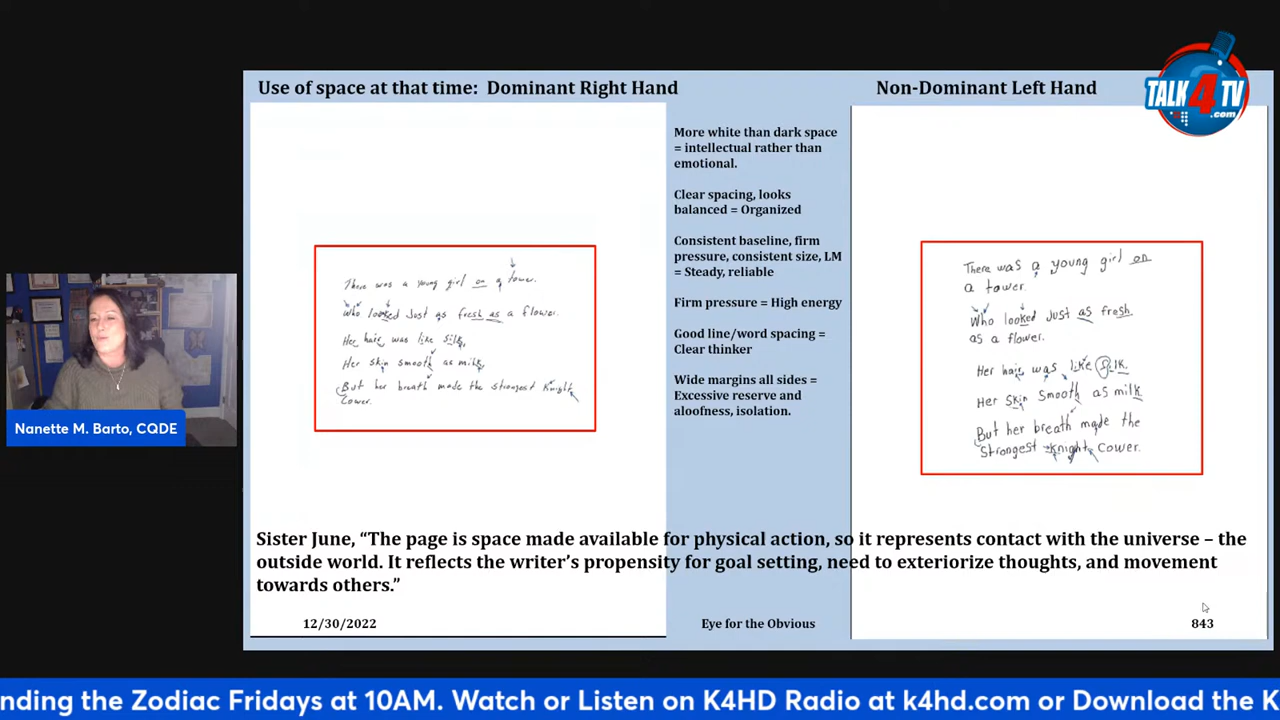 Use of space at that time: Dominant Right Hand
Non-Dominant Left Hand
TALK 4 TV
.com
There was a young girl on a tower.
Who looked Just as fresh as a flower.
Her hair was like silk,
Her skin smooth as milk,
But her breath made the strongest Knight
Cower.
More white than dark space
= intellectual rather than
emotional.
Clear spacing, looks
balanced = Organized
Consistent baseline, firm
pressure, consistent size, LM
= Steady, reliable
Firm pressure = High energy
Good line/word spacing =
Clear thinker
Wide margins all sides =
Excessive reserve and
aloofness, isolation.
There was a young girl on
a tower.
Who looked Just as fresh
as a flower.
Her hair was like Silk.
Her skin Smooth as milk
But her breath made the
Strongest Knight Cower.
Nanette M. Barto, CQDE
Sister June, “The page is space made available for physical action, so it represents contact with the universe – the
outside world. It reflects the writer’s propensity for goal setting, need to exteriorize thoughts, and movement
towards others.”
12/30/2022
Eye for the Obvious
843
nding the Zodiac Fridays at 10AM. Watch or Listen on K4HD Radio at k4hd.com or Download the K